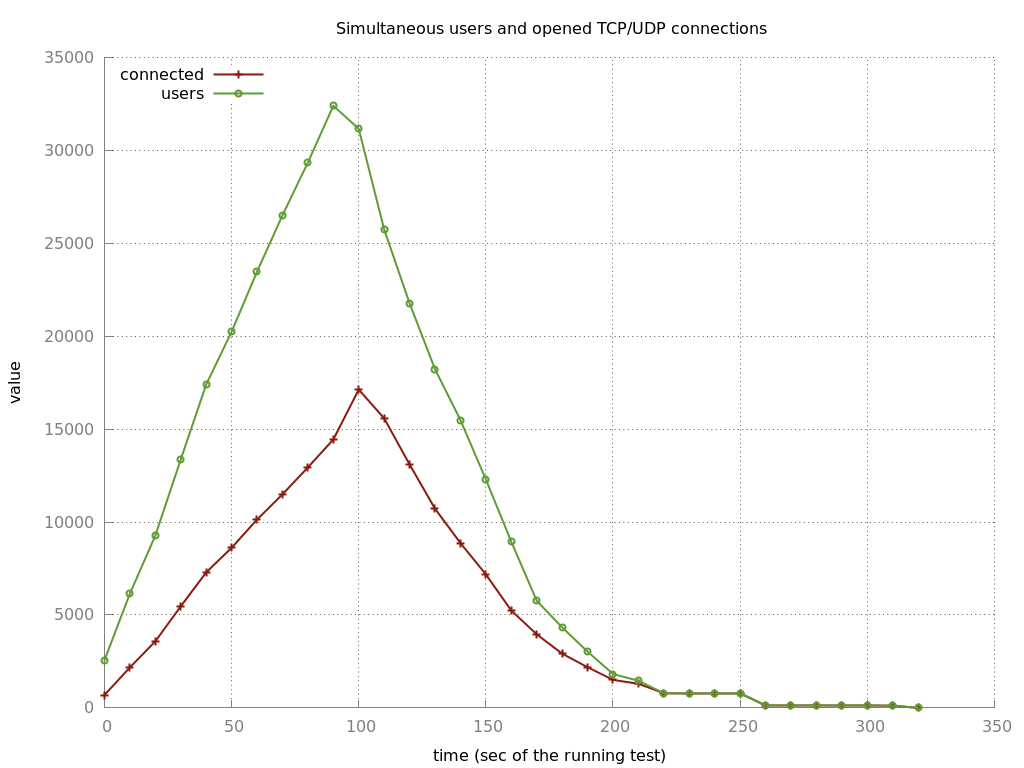 Simultaneous users and opened TCP/UDP connections
35000
connected
users
30000
25000
20000
value
15000
10000
5000
0
0 50 100 150 200 250 300 350
time (sec of the running test)